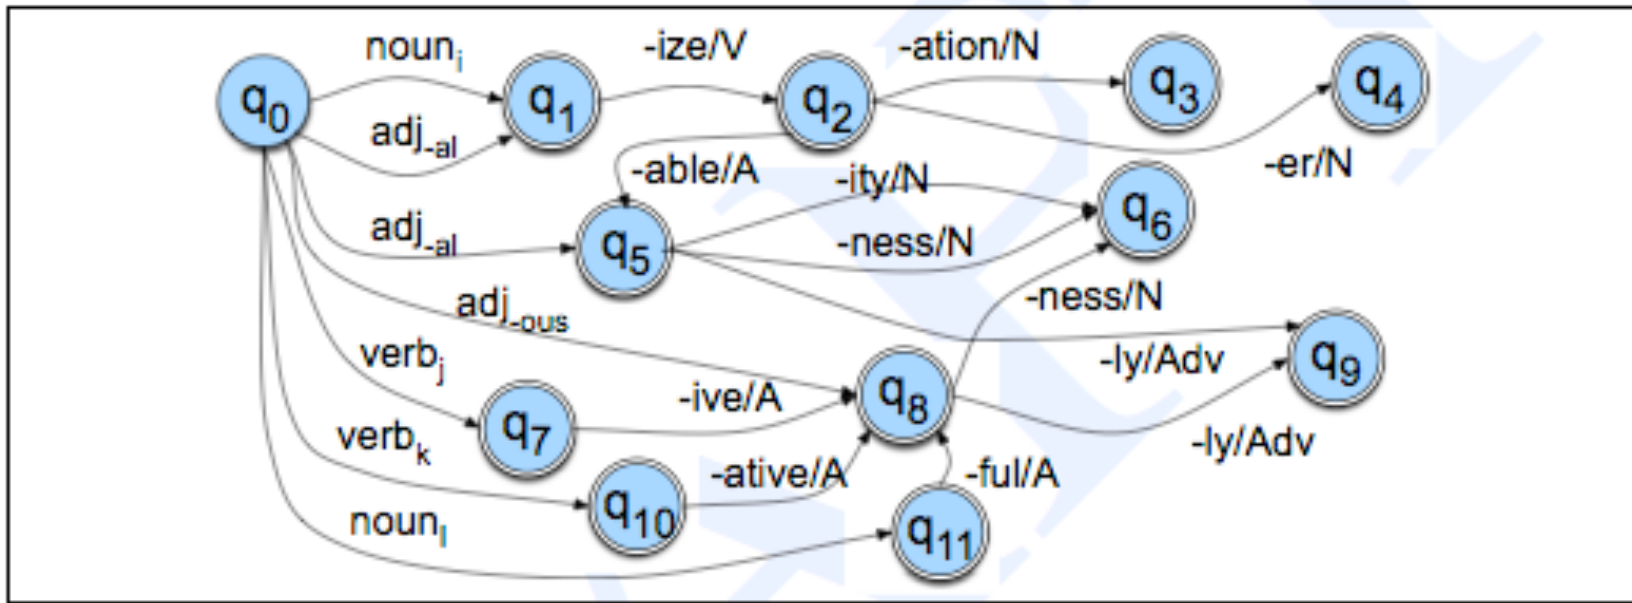 q0
noun_i
-ize/V
-ation/N
q1
q2
q3
q4
adj_-al
-able/A
-er/N
-ity/N
adj_-al
q5
-ness/N
q6
adj_-ous
-ness/N
verb_j
-ly/Adv
q9
q7
-ive/A
q8
-ly/Adv
verb_k
-ative/A
-ful/A
q10
noun_l
q11